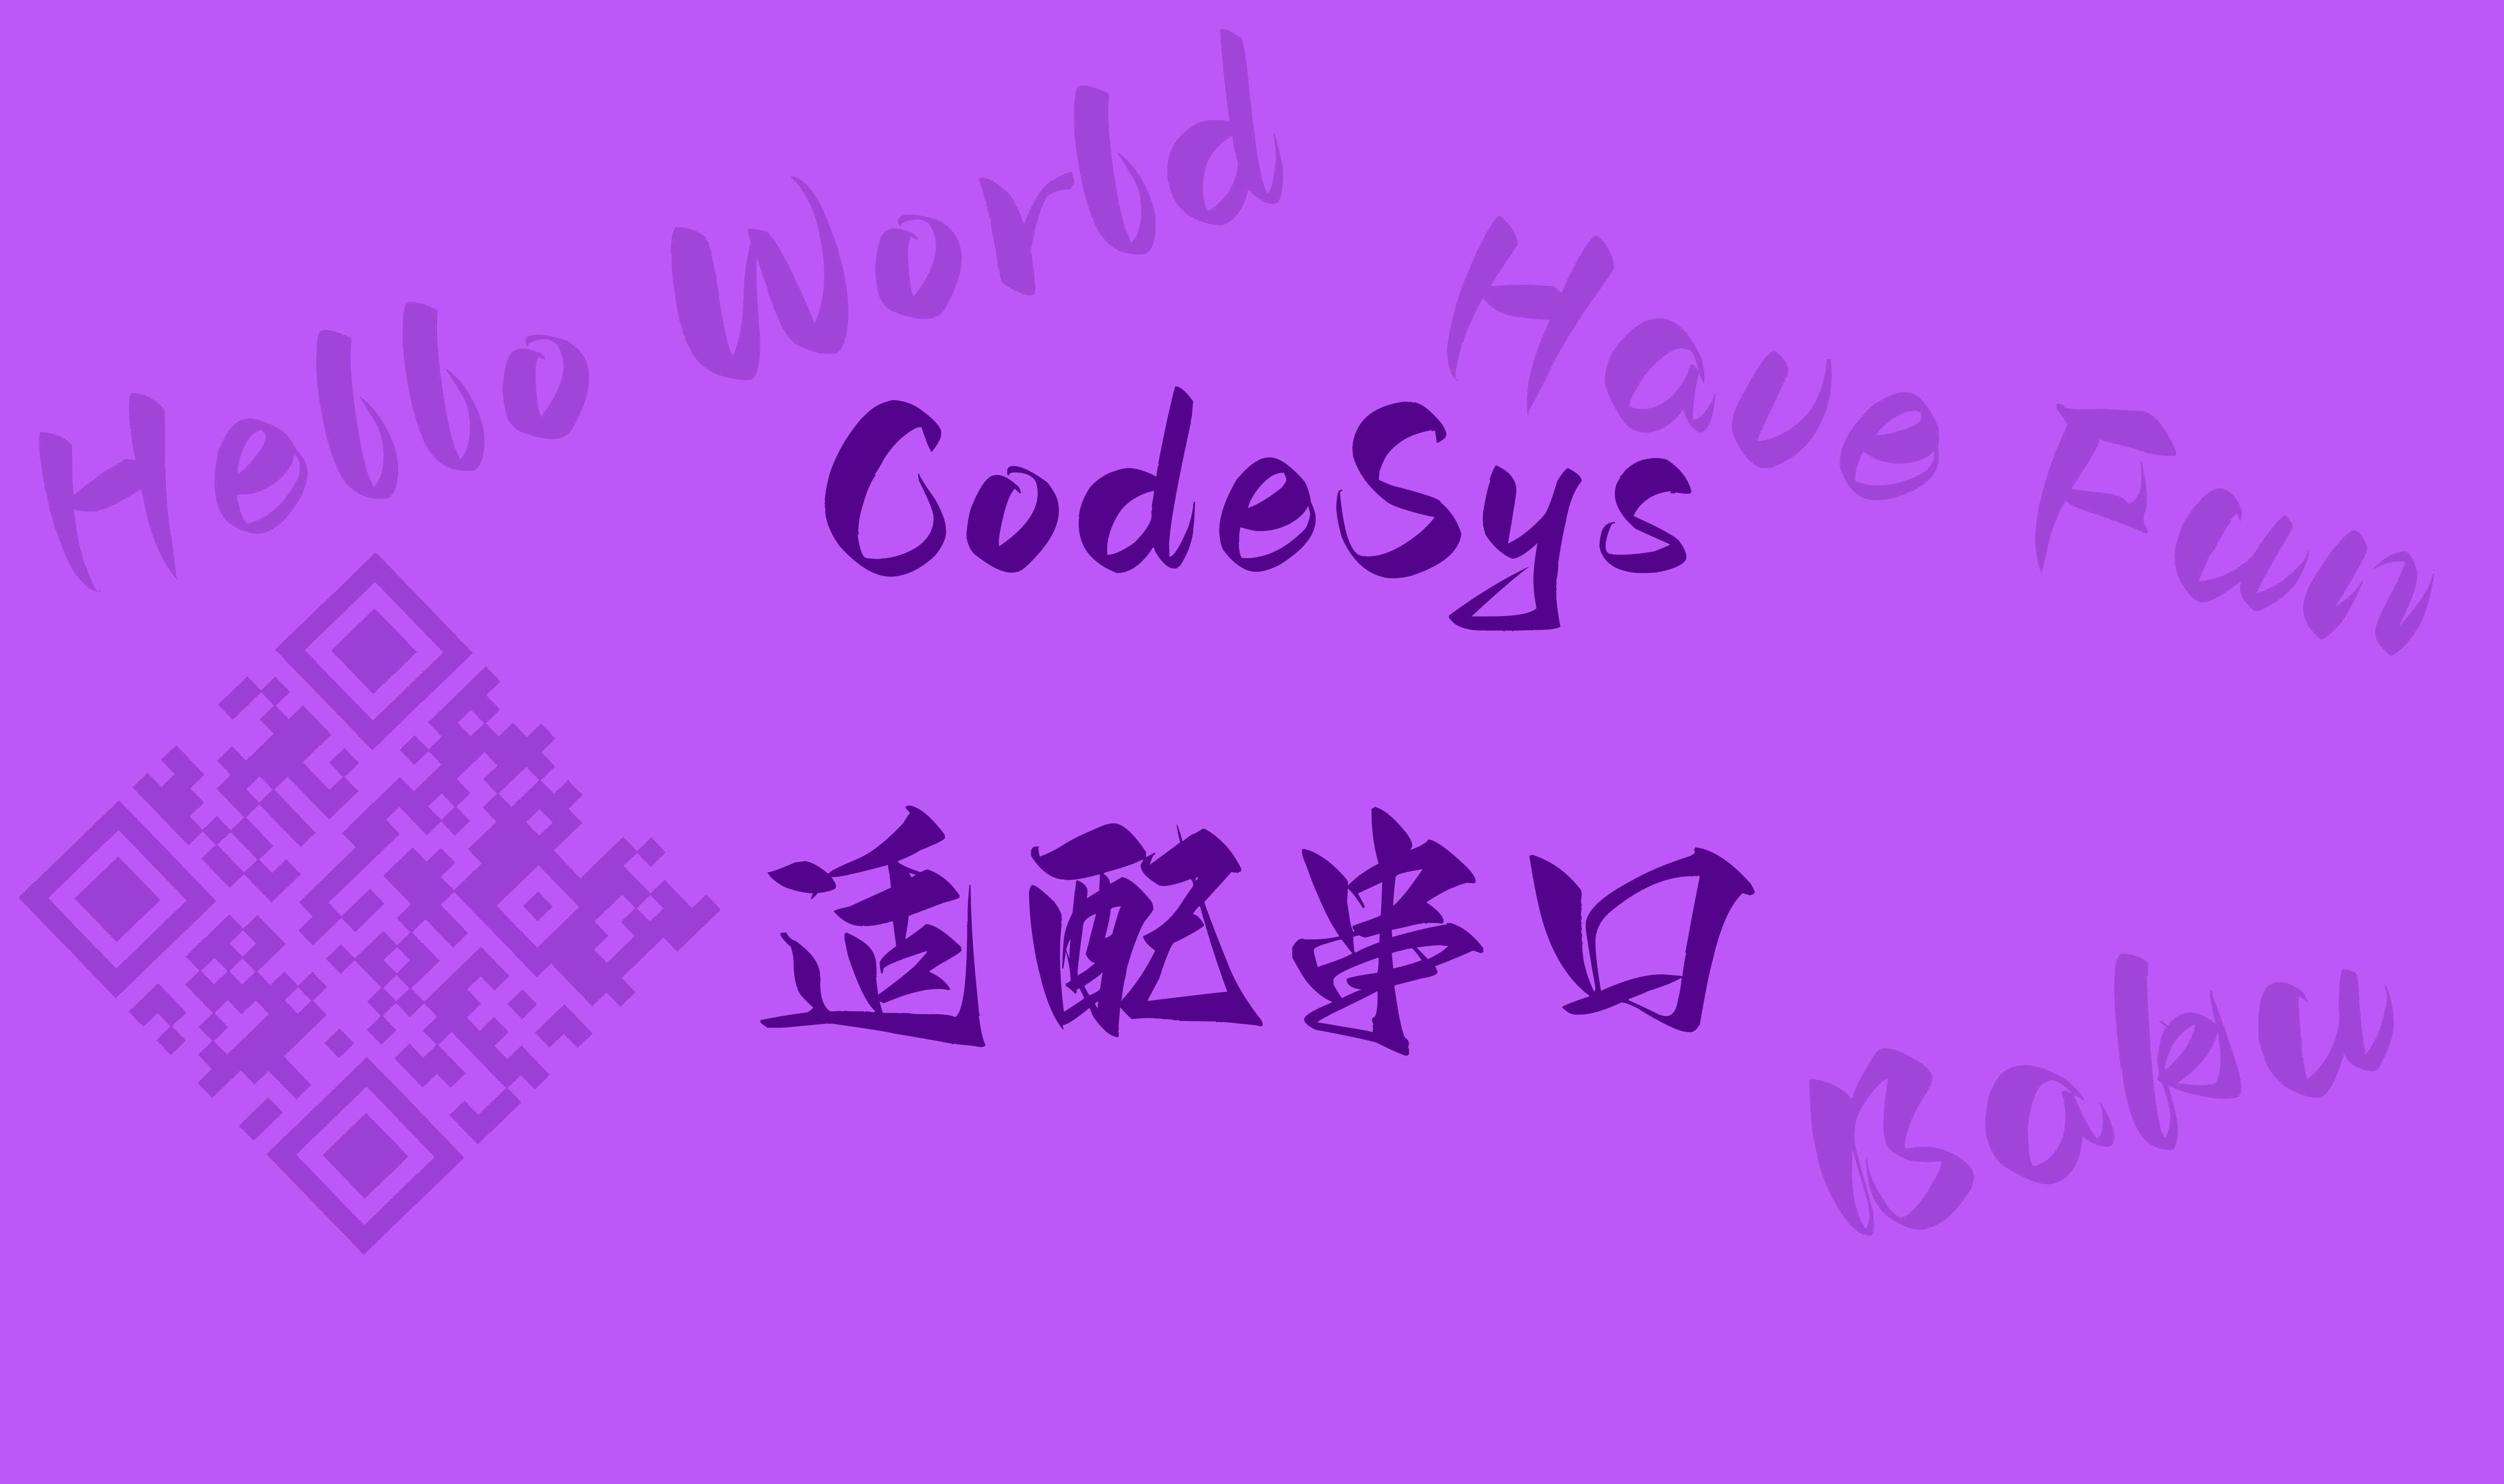 Hello World
Have Fun
CodeSys
适配串口
Baku